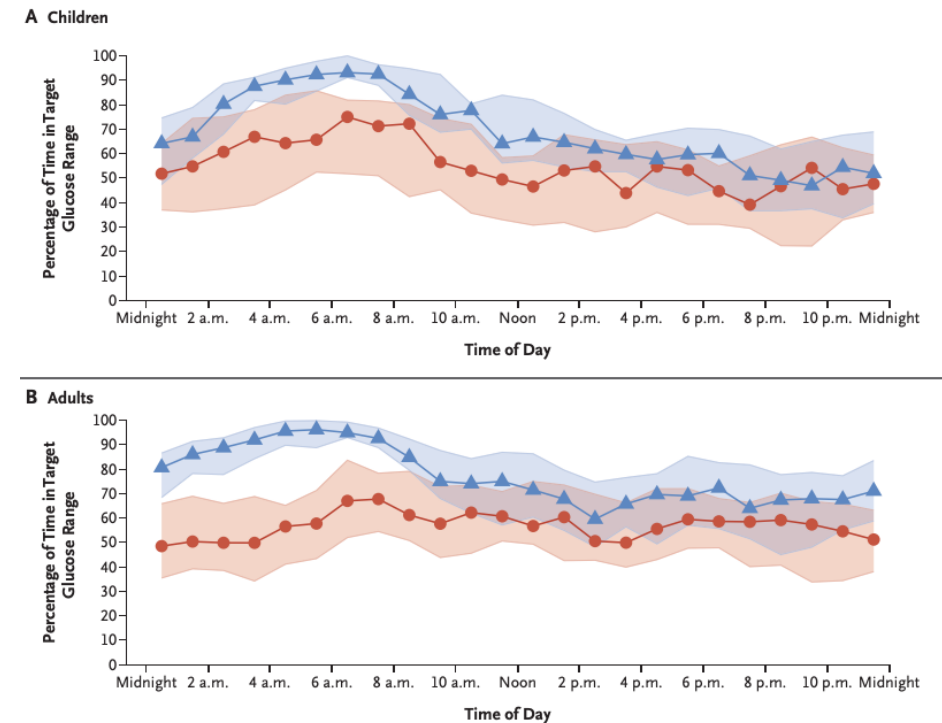 A Children
Percentage of Time in Target
Glucose Range
100
90
80
70
60
50
40
30
20
10
0
Midnight 2 a.m. 4 a.m. 6 a.m. 8 a.m. 10 a.m. Noon 2 p.m. 4 p.m. 6 p.m. 8 p.m. 10 p.m. Midnight
Time of Day
B Adults
Percentage of Time in Target
Glucose Range
100
90
80
70
60
50
40
30
20
10
0
Midnight 2 a.m. 4 a.m. 6 a.m. 8 a.m. 10 a.m. Noon 2 p.m. 4 p.m. 6 p.m. 8 p.m. 10 p.m. Midnight
Time of Day